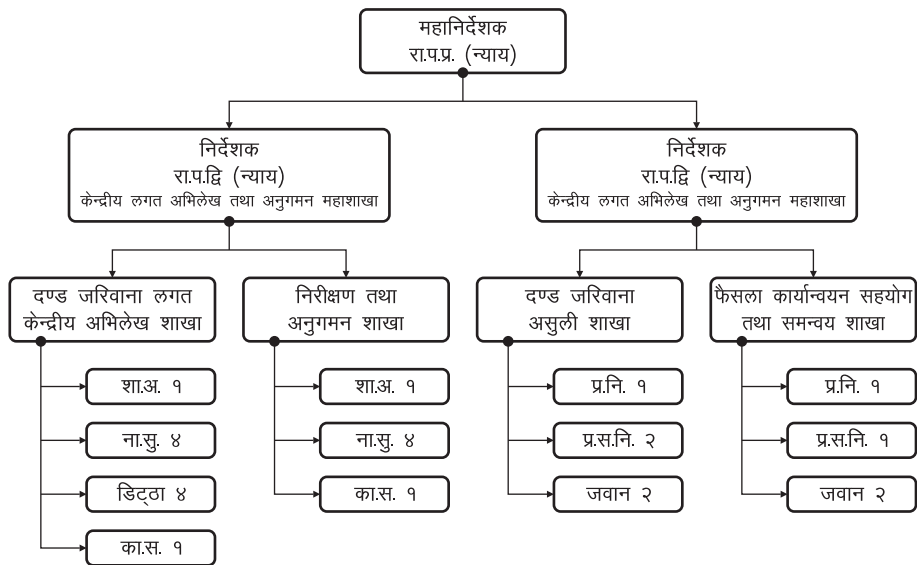 महानिर्देशक
रा.प.प्र. (न्याय)
निर्देशक
रा.प.द्वि (न्याय)
केन्द्रीय लगत अभिलेख तथा अनुगमन महाशाखा
निर्देशक
रा.प.द्वि (न्याय)
केन्द्रीय लगत अभिलेख तथा अनुगमन महाशाखा
दण्ड जरिवाना लगत
केन्द्रीय अभिलेख शाखा
शा.अ. १
ना.सु. ४
डिट्ठा ४
का.स. १
निरीक्षण तथा
अनुगमन शाखा
शा.अ. १
ना.सु. ४
का.स. १
दण्ड जरिवाना
असुली शाखा
प्र.नि. १
प्र.स.नि. २
जवान २
फैसला कार्यान्वयन सहयोग
तथा समन्वय शाखा
प्र.नि. १
प्र.स.नि. १
जवान २